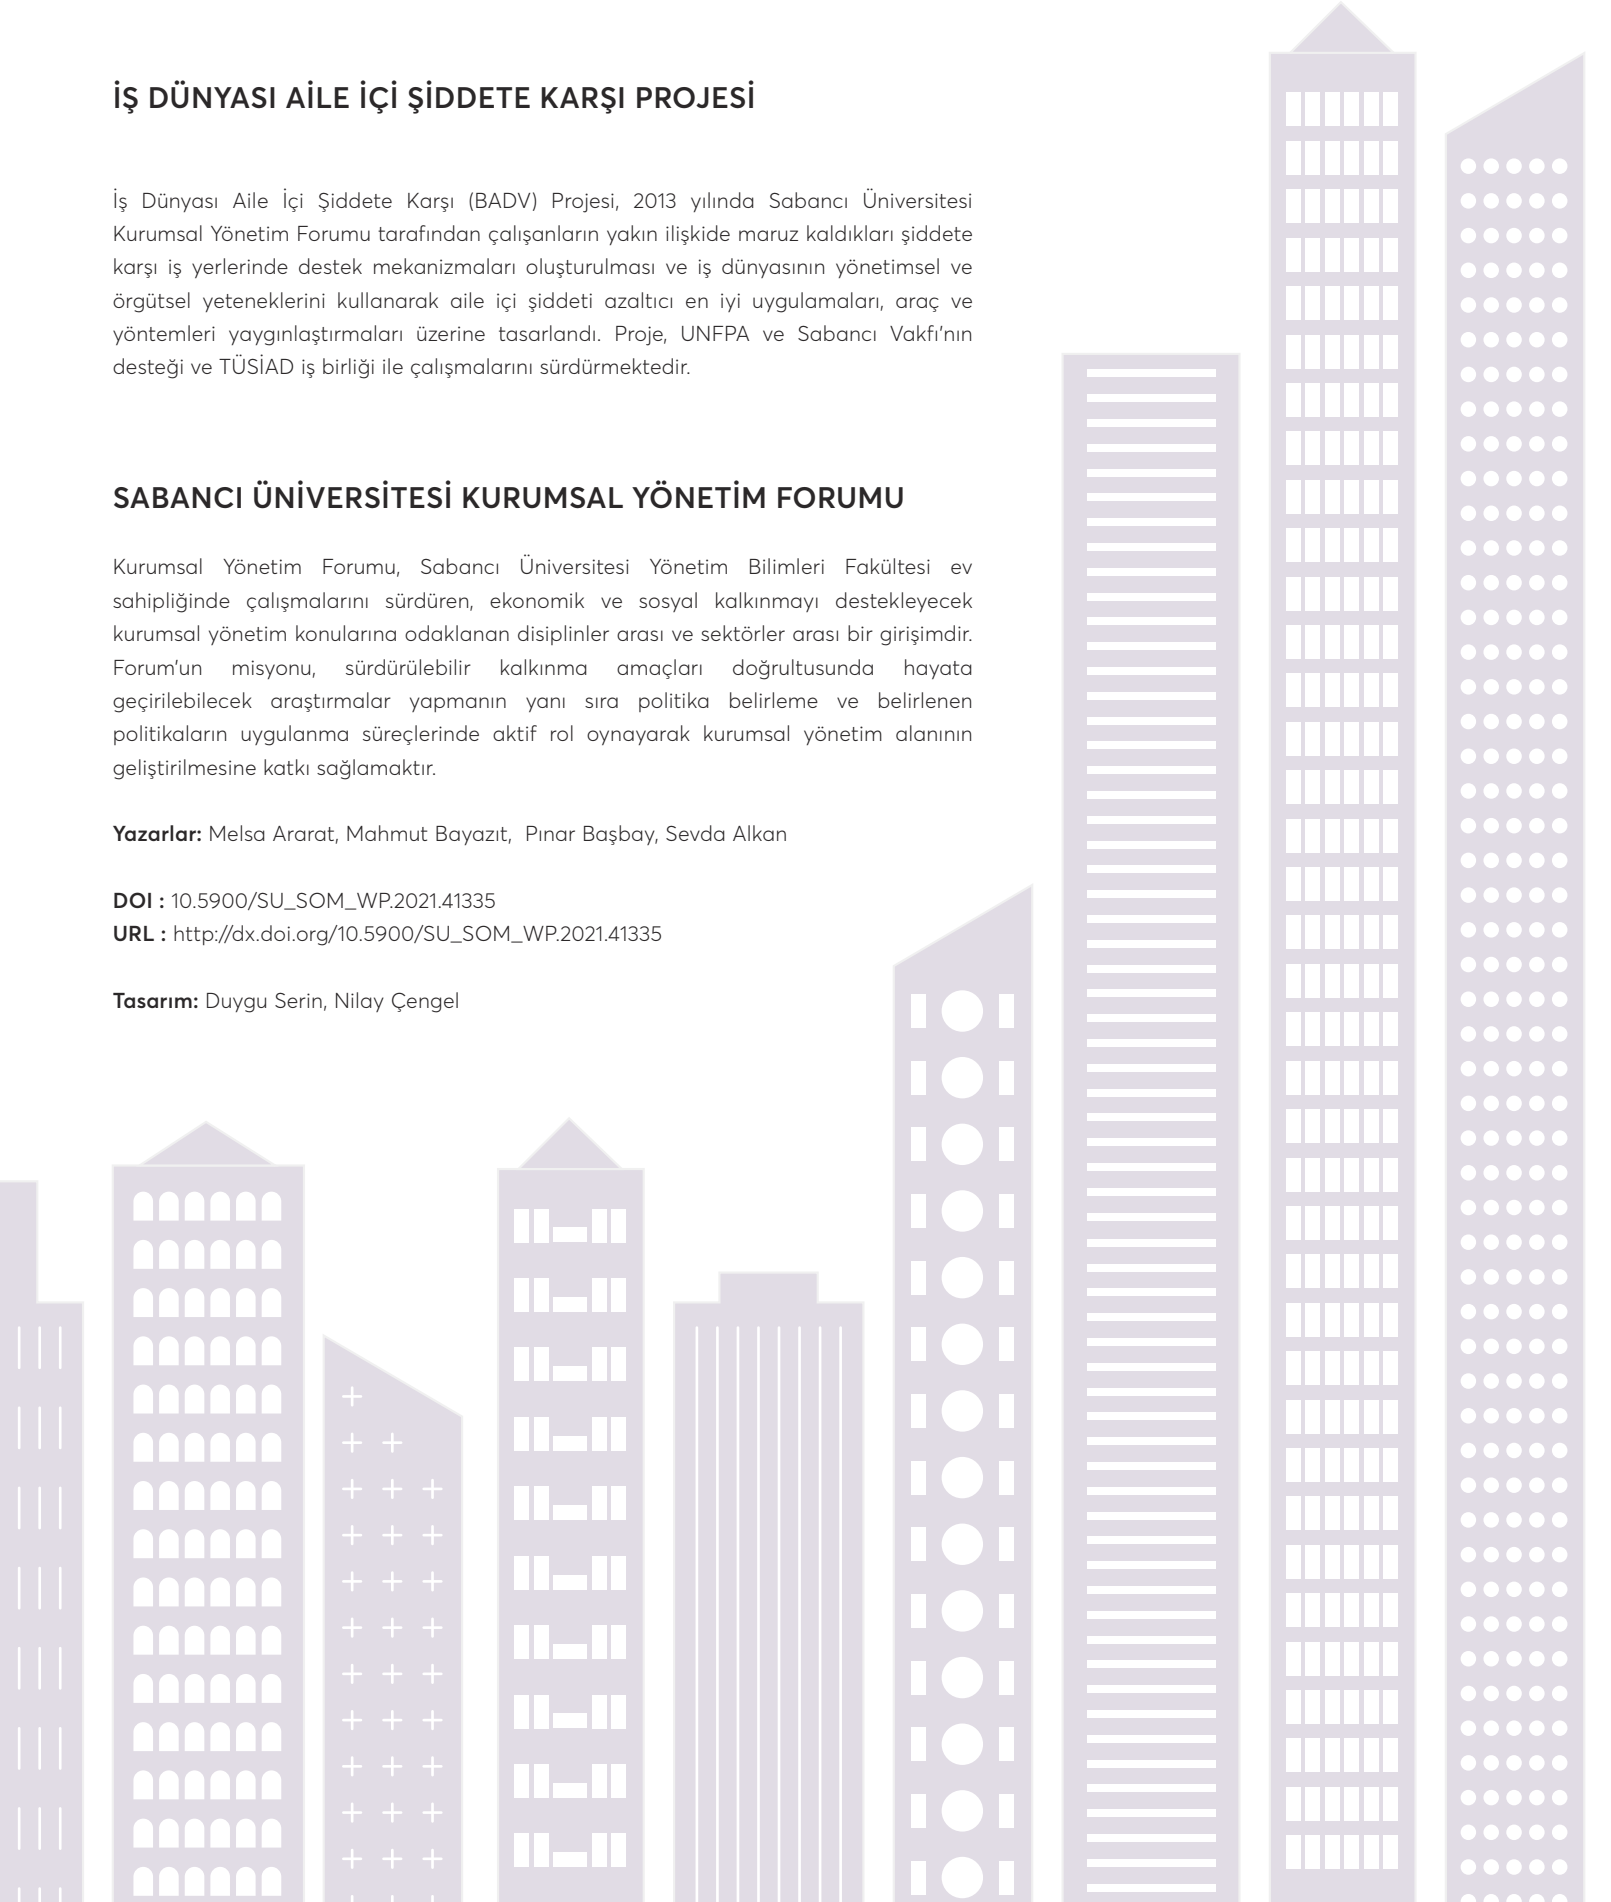 İŞ DÜNYASI AİLE İÇİ ŞİDDETE KARŞI PROJESİ
İş Dünyası Aile İçi Şiddete Karşı (BADV) Projesi, 2013 yılında Sabancı Üniversitesi
Kurumsal Yönetim Forumu tarafından çalışanların yakın ilişkide maruz kaldıkları şiddete
karşı iş yerlerinde destek mekanizmaları oluşturulması ve iş dünyasının yönetimsel ve
örgütsel yeteneklerini kullanarak aile içi şiddeti azaltıcı en iyi uygulamaları, araç ve
yöntemleri yaygınlaştırmaları üzerine tasarlandı. Proje, UNFPA ve Sabancı Vakfı’nın
desteği ve TÜSİAD iş birliği ile çalışmalarını sürdürmektedir.
SABANCI ÜNİVERSİTESİ KURUMSAL YÖNETİM FORUMU
Kurumsal Yönetim Forumu, Sabancı Üniversitesi Yönetim Bilimleri Fakültesi ev
sahipliğinde çalışmalarını sürdüren, ekonomik ve sosyal kalkınmayı destekleyecek
kurumsal yönetim konularına odaklanan disiplinler arası ve sektörler arası bir girişimdir.
Forum’un misyonu, sürdürülebilir kalkınma amaçları doğrultusunda hayata
geçirilebilecek araştırmalar yapmanın yanı sıra politika belirleme ve belirlenen
politikaların uygulanma süreçlerinde aktif rol oynayarak kurumsal yönetim alanının
geliştirilmesine katkı sağlamaktır.
Yazarlar: Melsa Ararat, Mahmut Bayazıt, Pınar Başbay, Sevda Alkan
DOI : 10.5900/SU_SOM_WP.2021.41335
URL : http://dx.doi.org/10.5900/SU_SOM_WP.2021.41335
Tasarım: Duygu Serin, Nilay Çengel